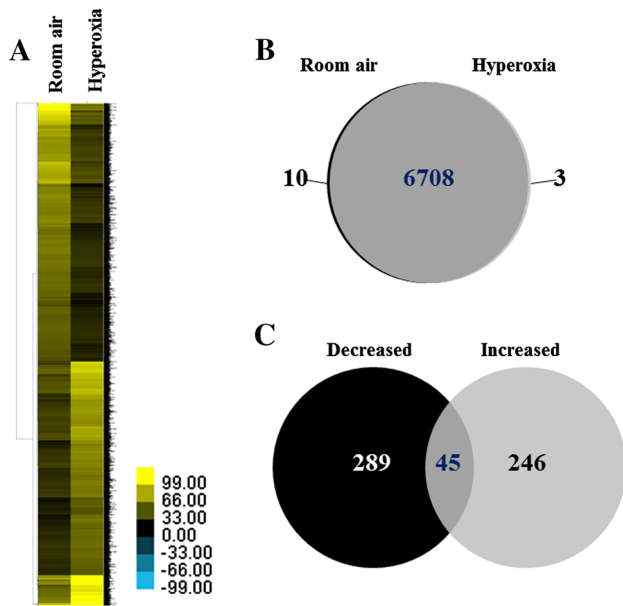 A
Room air
Hyperoxia
99.00
66.00
33.00
0.00
-33.00
-66.00
-99.00
B
Room air Hyperoxia
10 6708 3
C
Decreased Increased
289 45 246